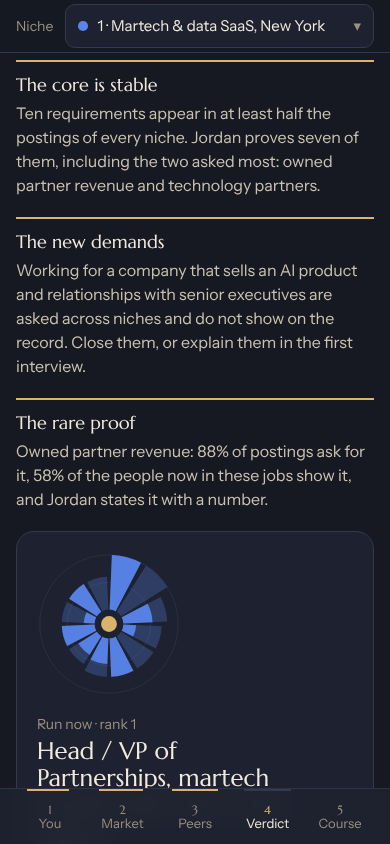 Niche
1 · Martech & data SaaS, New York
The core is stable
Ten requirements appear in at least half the
postings of every niche. Jordan proves seven of
them, including the two asked most: owned
partner revenue and technology partners.
The new demands
Working for a company that sells an AI product
and relationships with senior executives are
asked across niches and do not show on the
record. Close them, or explain them in the first
interview.
The rare proof
Owned partner revenue: 88% of postings ask for
it, 58% of the people now in these jobs show it,
and Jordan states it with a number.
Run now · rank 1
Head / VP of
Partnerships, martech
1
You
2
Market
3
Peers
4
Verdict
5
Course